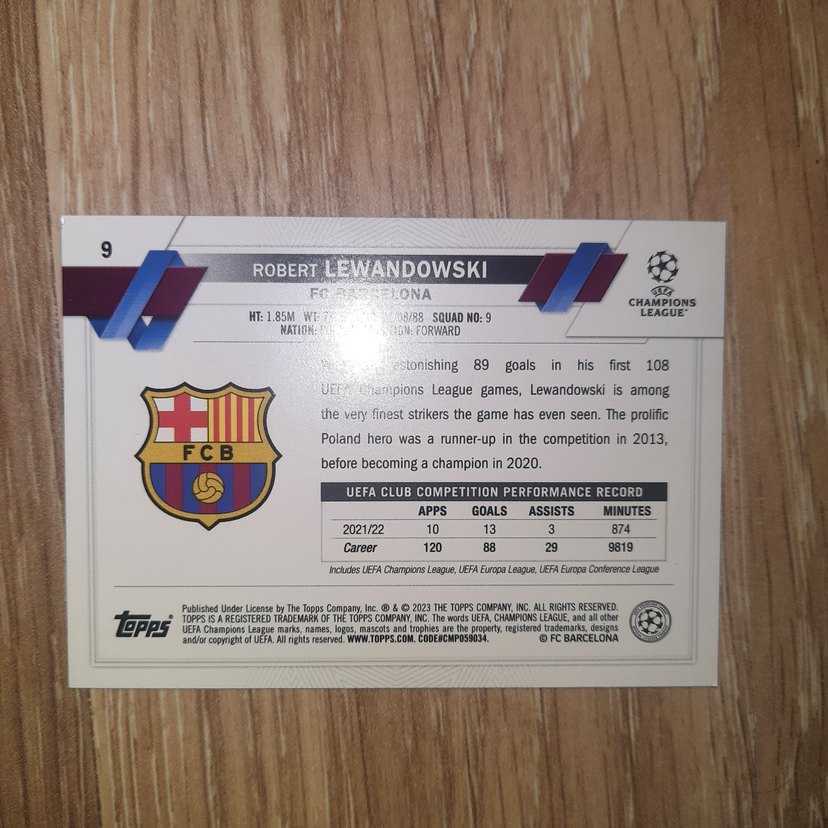 9
ROBERT LEWANDOWSKI
FC BARCELONA
UEFA
CHAMPIONS
LEAGUE
HT: 1.85M WT: 08/88 SQUAD NO: 9
NATION: FORWARD
89 goals in his first 108
UEFA Champions League games, Lewandowski is among
the very finest strikers the game has even seen. The prolific
Poland hero was a runner-up in the competition in 2013,
before becoming a champion in 2020.
FCB
UEFA CLUB COMPETITION PERFORMANCE RECORD
APPS GOALS ASSISTS MINUTES
2021/22 10 13 3 874
Career 120 88 29 9819
Includes UEFA Champions League, UEFA Europa League, UEFA Europa Conference League
topps
Published Under License by The Topps Company, Inc. ® & © 2023 THE TOPPS COMPANY, INC. ALL RIGHTS RESERVED.
TOPPS IS A REGISTERED TRADEMARK OF THE TOPPS COMPANY, INC. The words UEFA, CHAMPIONS LEAGUE, and all other
UEFA Champions League marks, names, logos, mascots and trophies are the property, registered trademarks, designs
and/or copyright of UEFA. All rights reserved. WWW.TOPPS.COM. CODE#CMP059034. © FC BARCELONA